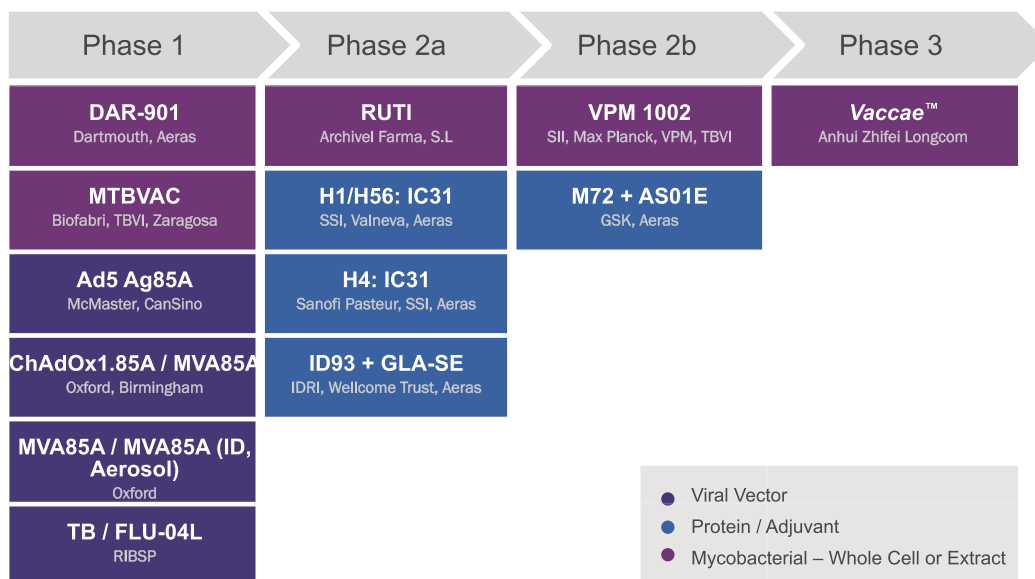 Phase 1
Phase 2a
Phase 2b
Phase 3
DAR-901
Dartmouth, Aeras
RUTI
Archivel Farma, S.L
VPM 1002
SII, Max Planck, VPM, TBVI
Vaccae™
Anhui Zhifei Longcom
MTBVAC
Biofabri, TBVI, Zaragosa
H1/H56: IC31
SSI, Valneva, Aeras
M72 + AS01E
GSK, Aeras
Ad5 Ag85A
McMaster, CanSino
H4: IC31
Sanofi Pasteur, SSI, Aeras
ChAdOx1.85A / MVA85A
Oxford, Birmingham
ID93 + GLA-SE
IDRI, Wellcome Trust, Aeras
MVA85A / MVA85A (ID,
Aerosol)
Oxford
TB / FLU-04L
RIBSP
Viral Vector
Protein / Adjuvant
Mycobacterial – Whole Cell or Extract